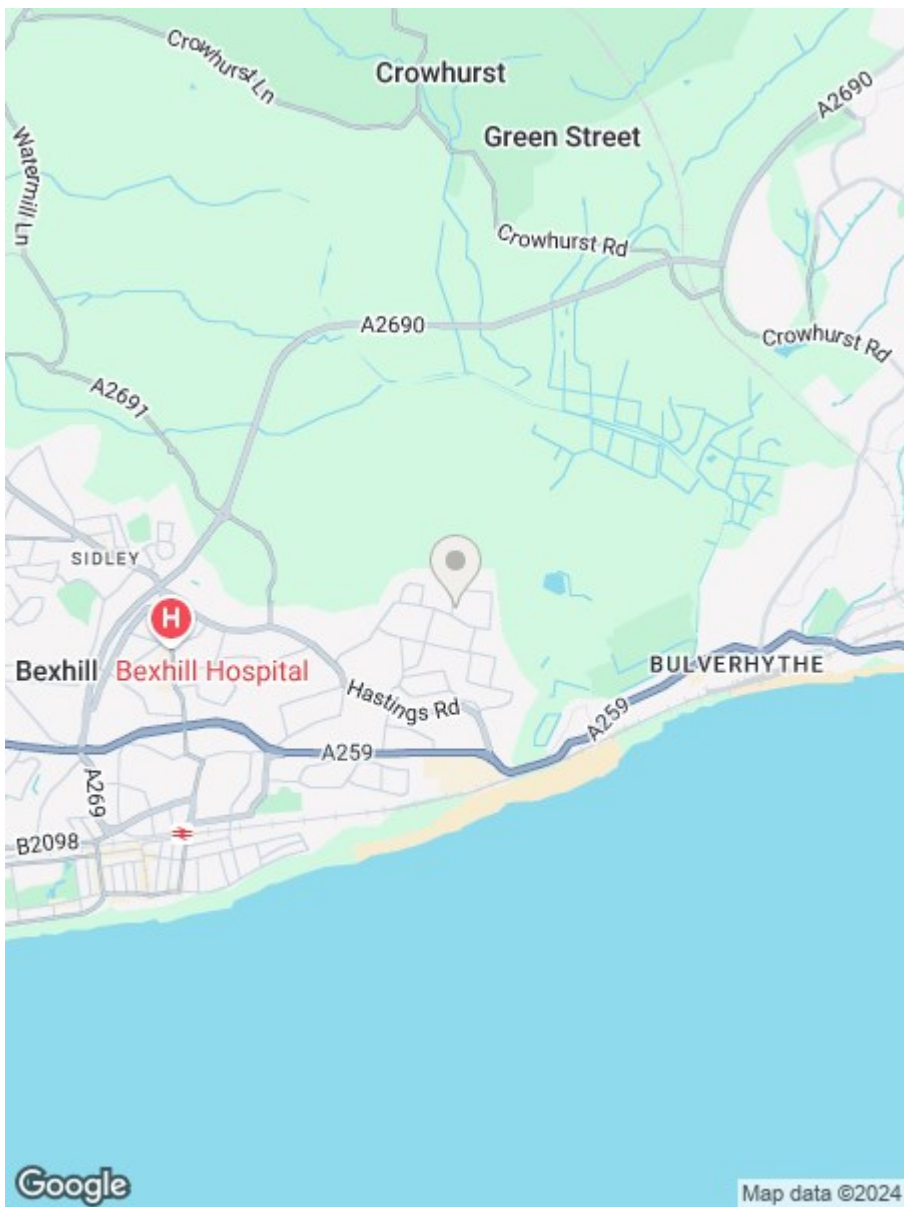 Crowhurst Ln
Crowhurst
A2690
Green Street
Watermill Ln
Crowhurst Rd
A2690
Crowhurst Rd
A2691
SIDLEY
H
Bexhill
Bexhill Hospital
BULVERHYTHE
Hastings Rd
A259
A259
A269
B2098
Google
Map data ©2024